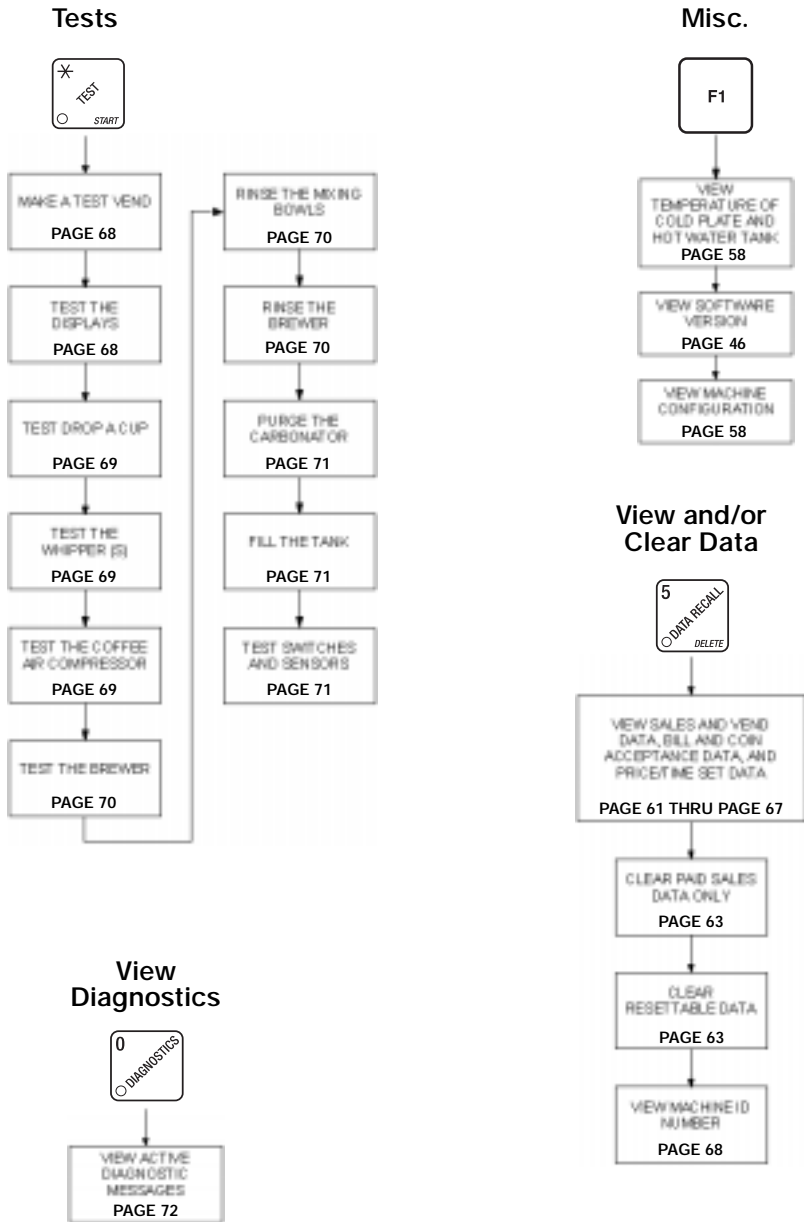 Tests
*
TEST
START
MAKE A TEST VEND
PAGE 68
TEST THE
DISPLAYS
PAGE 68
TEST DROP A CUP
PAGE 69
TEST THE
WHIPPER (S)
PAGE 69
TEST THE COFFEE
AIR COMPRESSOR
PAGE 69
TEST THE BREWER
PAGE 70
RINSE THE MIXING
BOWLS
PAGE 70
RINSE THE
BREWER
PAGE 70
PURGE THE
CARBONATOR
PAGE 71
FILL THE TANK
PAGE 71
TEST SWITCHES
AND SENSORS
PAGE 71
View
Diagnostics
0
DIAGNOSTICS
VIEW ACTIVE
DIAGNOSTIC
MESSAGES
PAGE 72
Misc.
F1
VIEW
TEMPERATURE OF
COLD PLATE AND
HOT WATER TANK
PAGE 58
VIEW SOFTWARE
VERSION
PAGE 46
VIEW MACHINE
CONFIGURATION
PAGE 58
View and/or
Clear Data
5
DATA RECALL
DELETE
VIEW SALES AND VEND
DATA, BILL AND COIN
ACCEPTANCE DATA, AND
PRICE/TIME SET DATA
PAGE 61 THRU PAGE 67
CLEAR PAID SALES
DATA ONLY
PAGE 63
CLEAR
RESETTABLE DATA
PAGE 63
VIEW MACHINE ID
NUMBER
PAGE 68